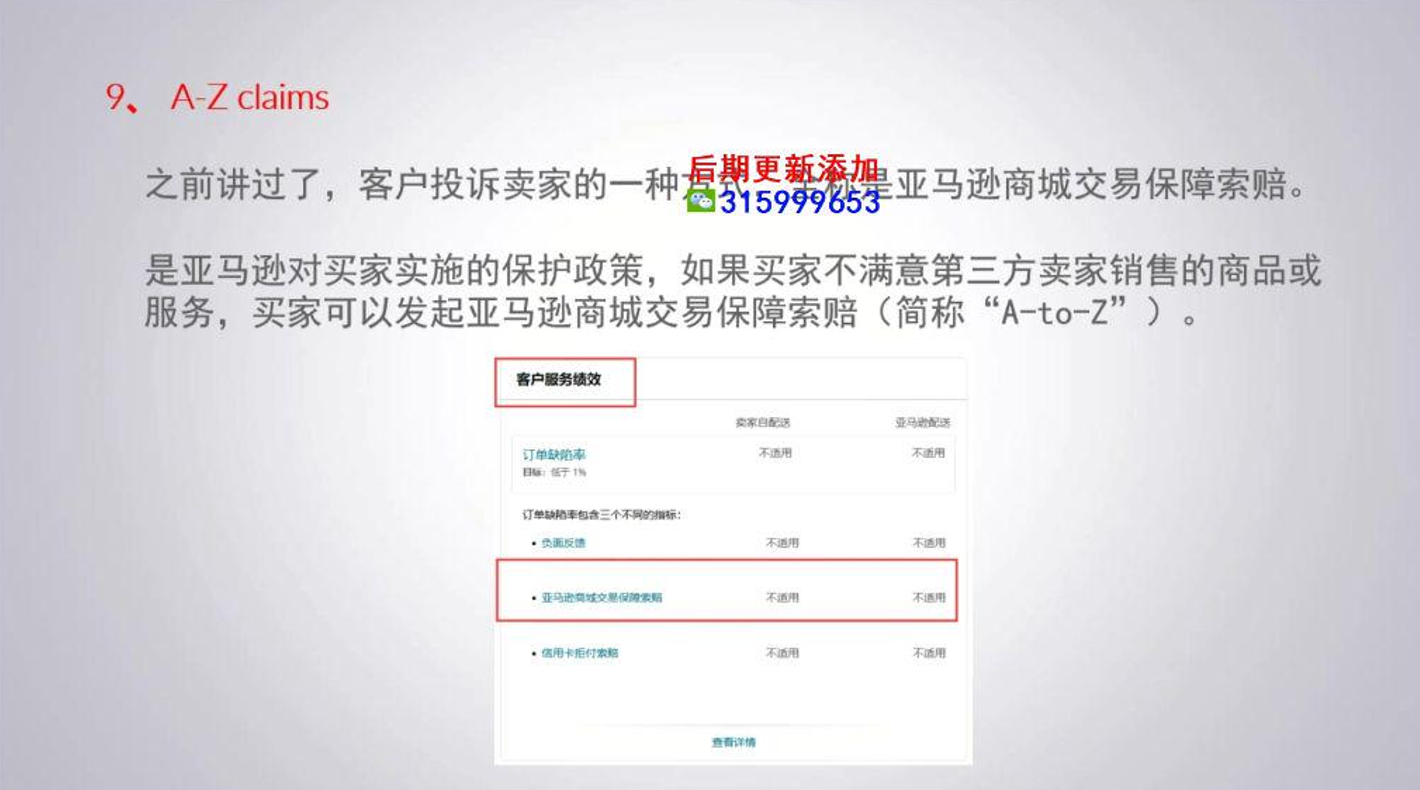 9、 A-Z claims
后期更新添加
之前讲过了，客户投诉卖家的一种方式，全称是亚马逊商城交易保障索赔。
315999653
是亚马逊对买家实施的保护政策，如果买家不满意第三方卖家销售的商品或
服务，买家可以发起亚马逊商城交易保障索赔（简称“A-to-Z”）。
客户服务绩效
卖家自配送 亚马逊配送
订单缺陷率 不适用 不适用
目标：低于 1%
订单缺陷率包含三个不同的指标：
• 负面反馈 不适用 不适用
• 亚马逊商城交易保障索赔 不适用 不适用
• 信用卡拒付索赔 不适用 不适用
查看详情